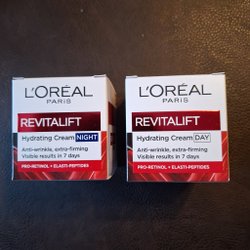 L'ORÉAL
PARIS
REVITALIFT
Hydrating Cream NIGHT
Anti-wrinkle, extra-firming
Visible results in 7 days
PRO-RETINOL + ELASTI-PEPTIDES
L'ORÉAL
PARIS
REVITALIFT
Hydrating Cream DAY
Anti-wrinkle, extra-firming
Visible results in 7 days
PRO-RETINOL + ELASTI-PEPTIDES